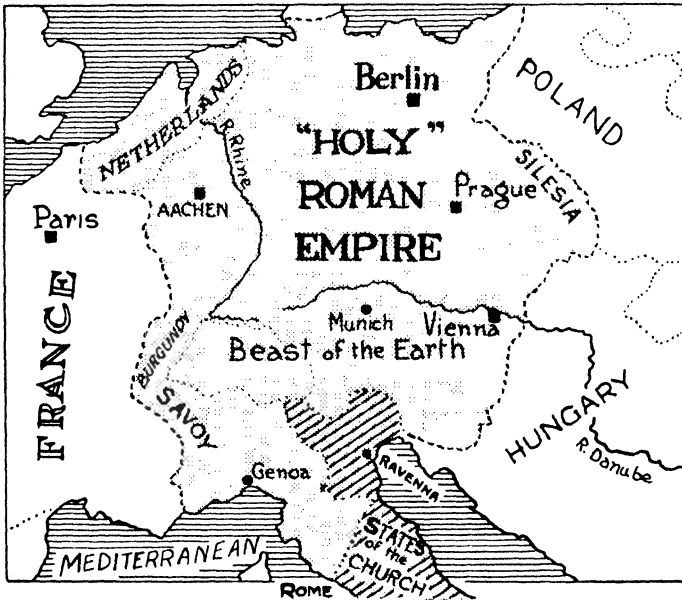 Berlin
POLAND
NETHERLANDS
"HOLY"
ROMAN
EMPIRE
R. Rhine
SILESIA
Prague
AACHEN
Paris
FRANCE
Munich
Vienna
BURGUNDY
Beast of the Earth
SAVOY
HUNGARY
R. Danube
Genoa
RAVENNA
STATES
of the
CHURCH
MEDITERRANEAN
ROME